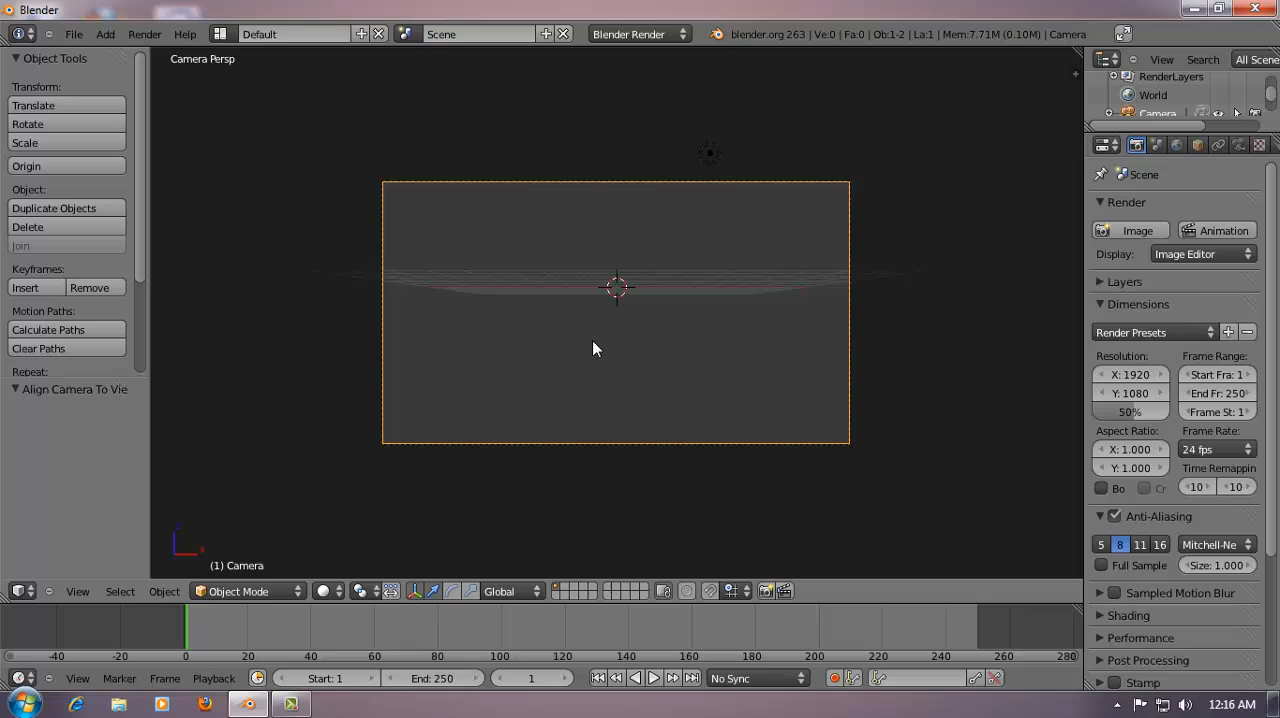 Blender
File Add Render Help Default Scene Blender Render blender.org 263 | Ve:0 | Fa:0 | Ob:1-2 | La:1 | Mem:7.71M (0.10M) | Camera
Object Tools
Transform:
Translate
Rotate
Scale
Origin
Object:
Duplicate Objects
Delete
Join
Keyframes:
Insert Remove
Motion Paths:
Calculate Paths
Clear Paths
Repeat:
Align Camera To Vie
Camera Persp
(1) Camera
View Select Object Object Mode Global
-40 -20 0 20 40 60 80 100 120 140 160 180 200 220 240 260 280
View Marker Frame Playback Start: 1 End: 250 1 No Sync
View Search All Scene
RenderLayers
World
Camera
Scene
Render
Image Animation
Display: Image Editor
Layers
Dimensions
Render Presets
Resolution: Frame Range:
X: 1920 Start Fra: 1
Y: 1080 End Fr: 250
50% Frame St: 1
Aspect Ratio: Frame Rate:
X: 1.000 24 fps
Y: 1.000 Time Remappin
Bo Cr 10 10
Anti-Aliasing
5 8 11 16 Mitchell-Ne
Full Sample Size: 1.000
Sampled Motion Blur
Shading
Performance
Post Processing
Stamp
12:16 AM